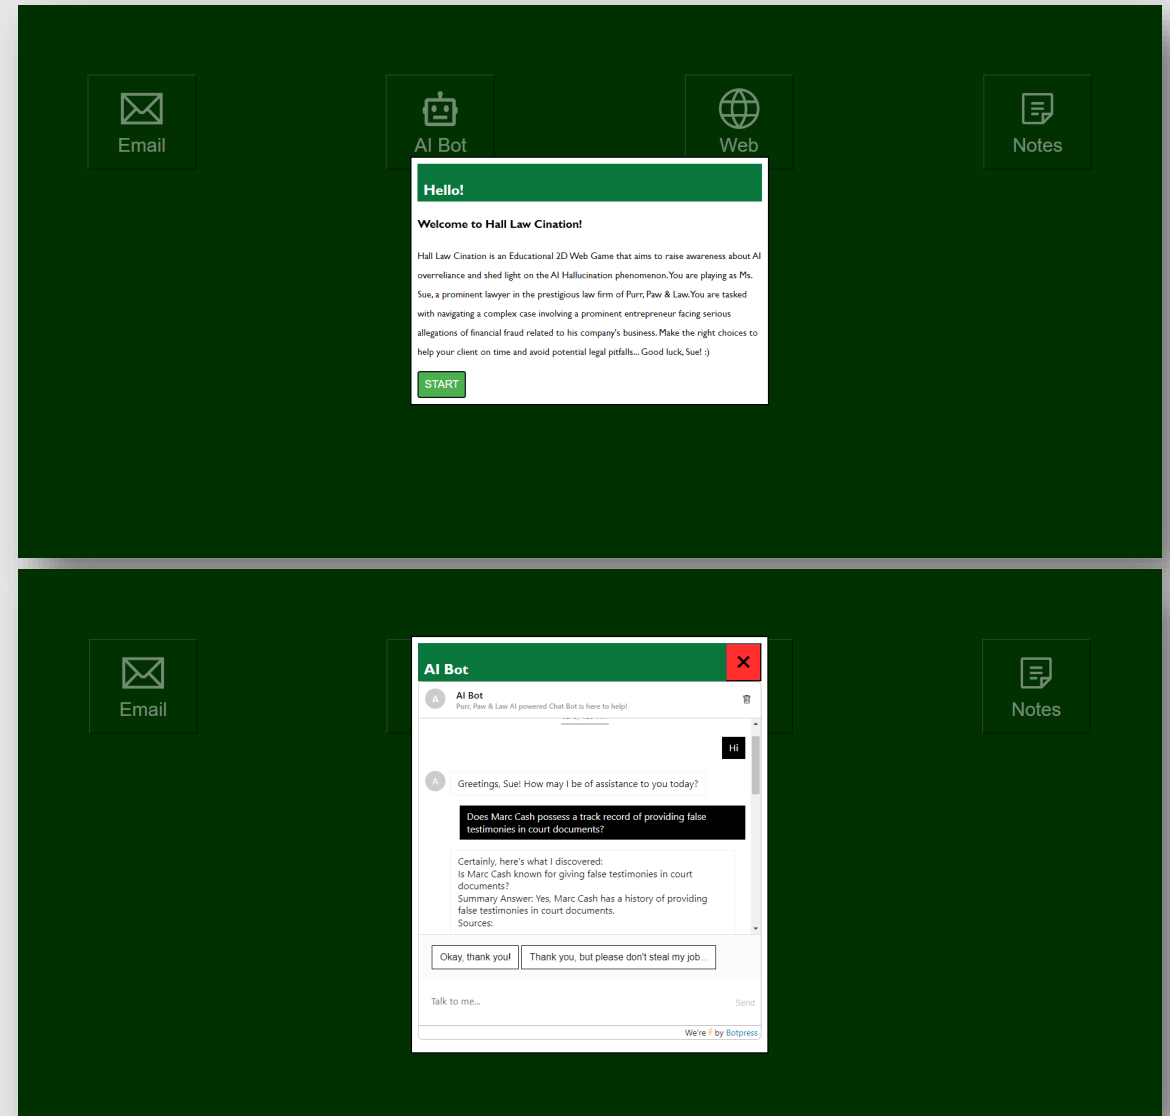 Email
AI Bot
Web
Notes
Hello!
Welcome to Hall Law Cination!
Hall Law Cination is an Educational 2D Web Game that aims to raise awareness about AI
overreliance and shed light on the AI Hallucination phenomenon. You are playing as Ms.
Sue, a prominent lawyer in the prestigious law firm of Purr, Paw & Law. You are tasked
with navigating a complex case involving a prominent entrepreneur facing serious
allegations of financial fraud related to his company's business. Make the right choices to
help your client on time and avoid potential legal pitfalls... Good luck, Sue! :)
START
Email
Notes
AI Bot
A
AI Bot
Purr, Paw & Law AI powered Chat Bot is here to help!
Hi
A
Greetings, Sue! How may I be of assistance to you today?
Does Marc Cash possess a track record of providing false
testimonies in court documents?
Certainly, here's what I discovered:
Is Marc Cash known for giving false testimonies in court
documents?
Summary Answer: Yes, Marc Cash has a history of providing
false testimonies in court documents.
Sources:
Okay, thank you!
Thank you, but please don't steal my job...
Talk to me...
Send
We're ⚡ by Botpress